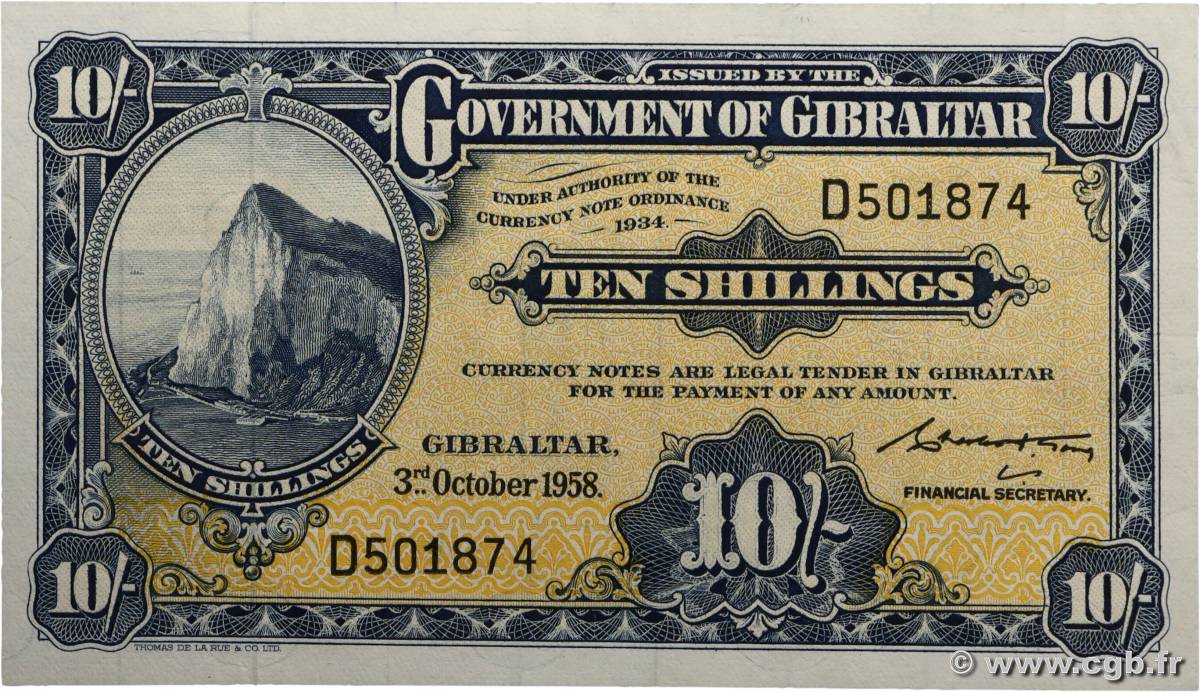 10/-
10/-
ISSUED BY THE
GOVERNMENT OF GIBRALTAR
UNDER AUTHORITY OF THE
CURRENCY NOTE ORDINANCE
1934.
D501874
TEN SHILLINGS
CURRENCY NOTES ARE LEGAL TENDER IN GIBRALTAR
FOR THE PAYMENT OF ANY AMOUNT.
TEN SHILLINGS
GIBRALTAR,
3rd. October 1958.
10/-
FINANCIAL SECRETARY.
D501874
10/-
10/-
THOMAS DE LA RUE & CO. LTD.
© www.cgb.fr